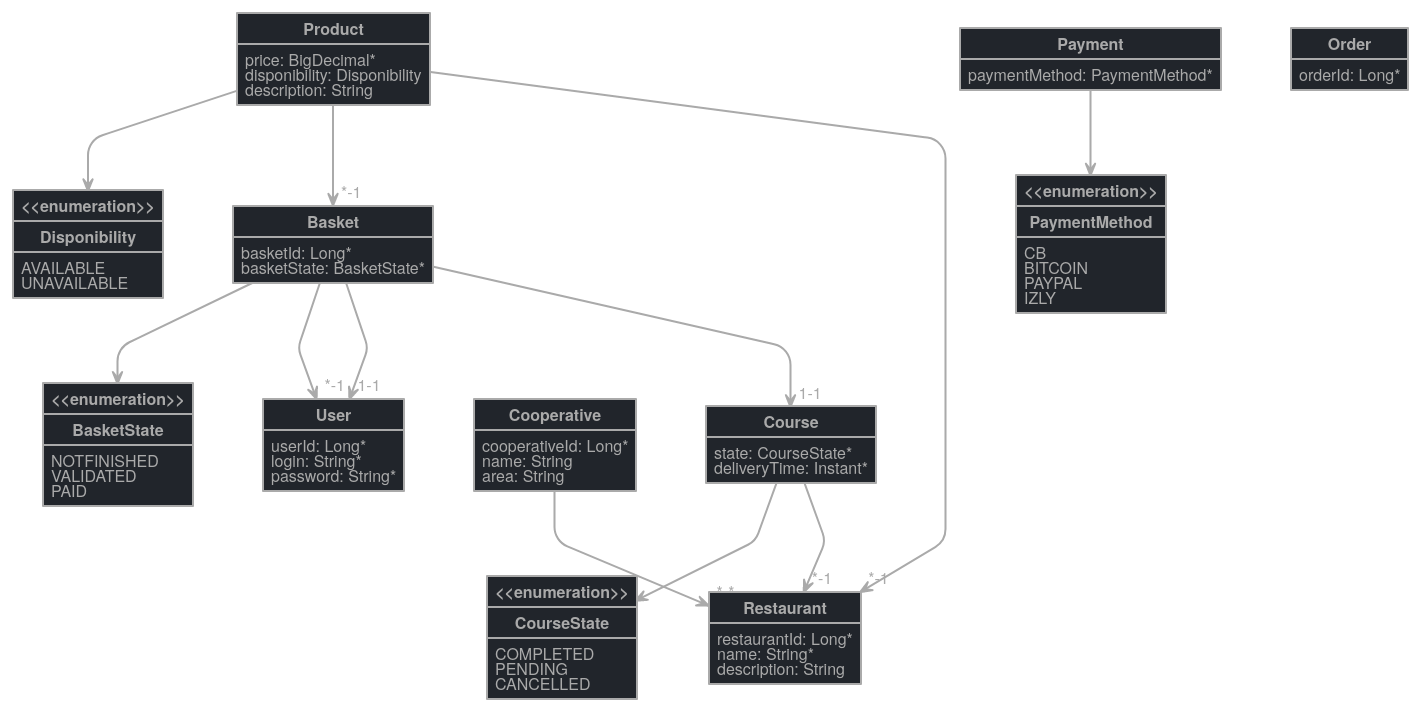 Product
price: BigDecimal*
disponibility: Disponibility
description: String
Payment
paymentMethod: PaymentMethod*
Order
orderId: Long*
<<enumeration>>
Disponibility
AVAILABLE
UNAVAILABLE
*-1
Basket
basketId: Long*
basketState: BasketState*
<<enumeration>>
PaymentMethod
CB
BITCOIN
PAYPAL
IZLY
<<enumeration>>
BasketState
NOTFINISHED
VALIDATED
PAID
*-1
1-1
User
userId: Long*
login: String*
password: String*
Cooperative
cooperativeId: Long*
name: String
area: String
1-1
Course
state: CourseState*
deliveryTime: Instant*
<<enumeration>>
CourseState
COMPLETED
PENDING
CANCELLED
*-*
*-1
*-1
Restaurant
restaurantId: Long*
name: String*
description: String